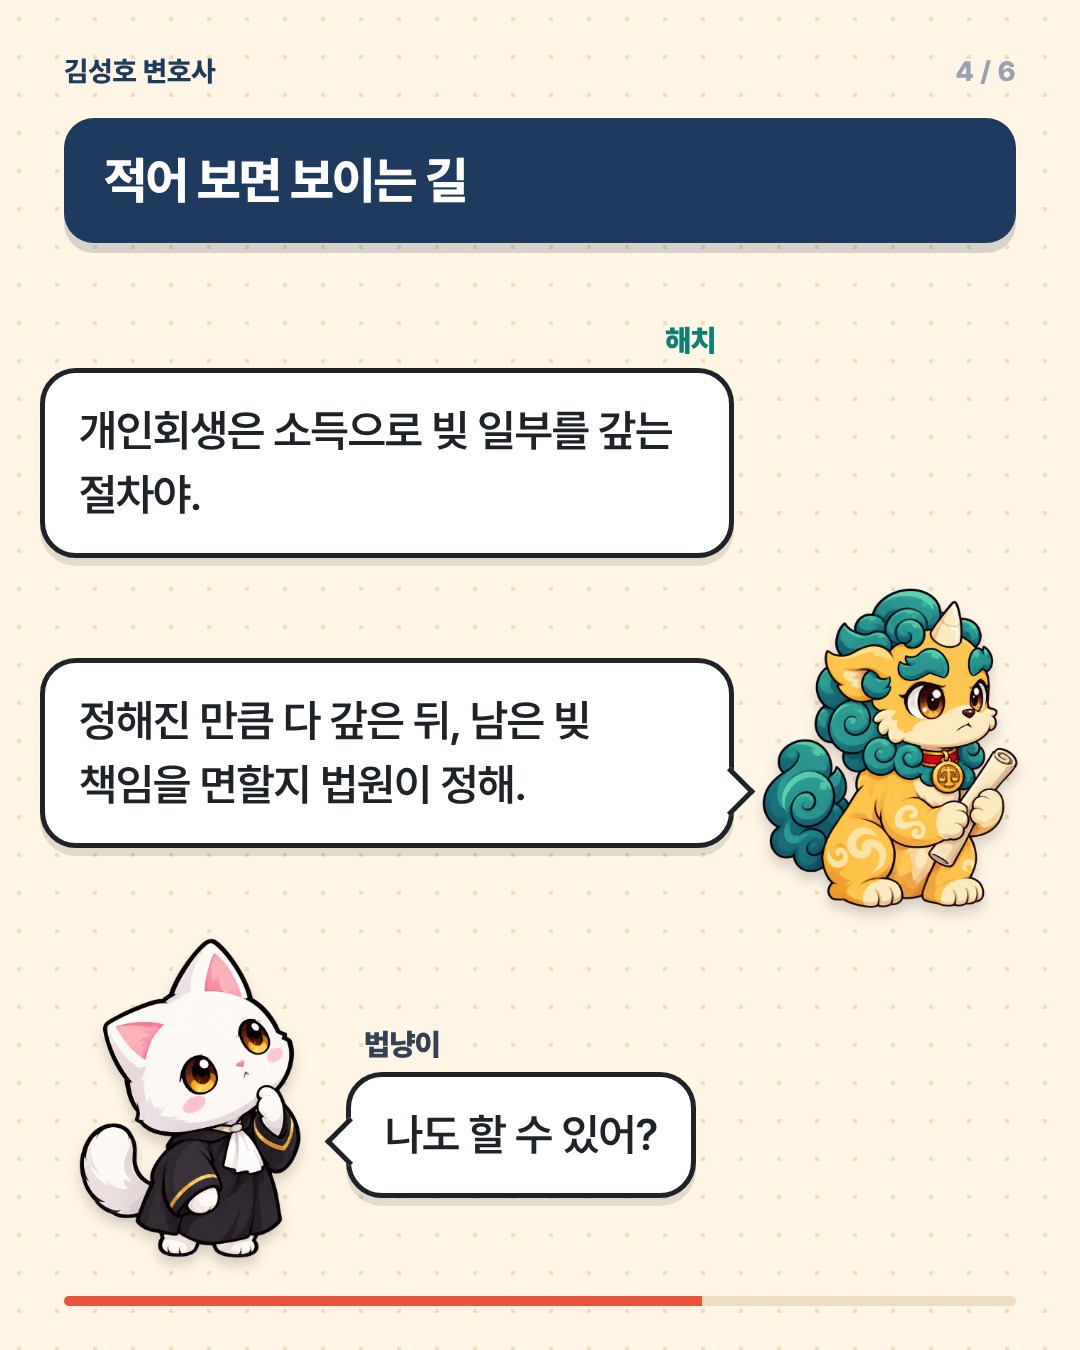 김성호 변호사
4 / 6
적어 보면 보이는 길
해치
개인회생은 소득으로 빚 일부를 갚는
절차야.
정해진 만큼 다 갚은 뒤, 남은 빚
책임을 면할지 법원이 정해.
법냥이
나도 할 수 있어?